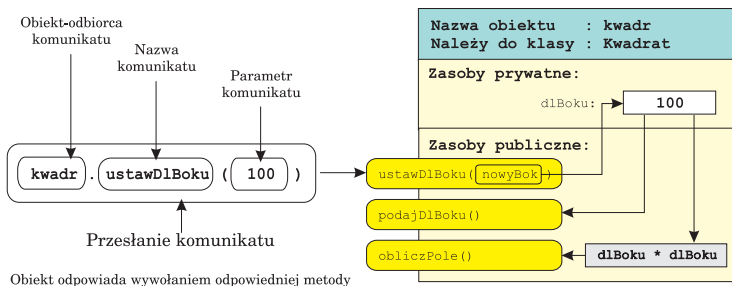 Obiekt-odbiorca
komunikatu
Nazwa
komunikatu
Parametr
komunikatu
kwadr . ustawDlBoku ( 100 )
Przesłanie komunikatu
Obiekt odpowiada wywołaniem odpowiedniej metody
Nazwa obiektu : kwadr
Należy do klasy : Kwadrat
Zasoby prywatne:
dlBoku: 100
Zasoby publiczne:
ustawDlBoku( nowyBok )
podajDlBoku()
obliczPole() dlBoku * dlBoku